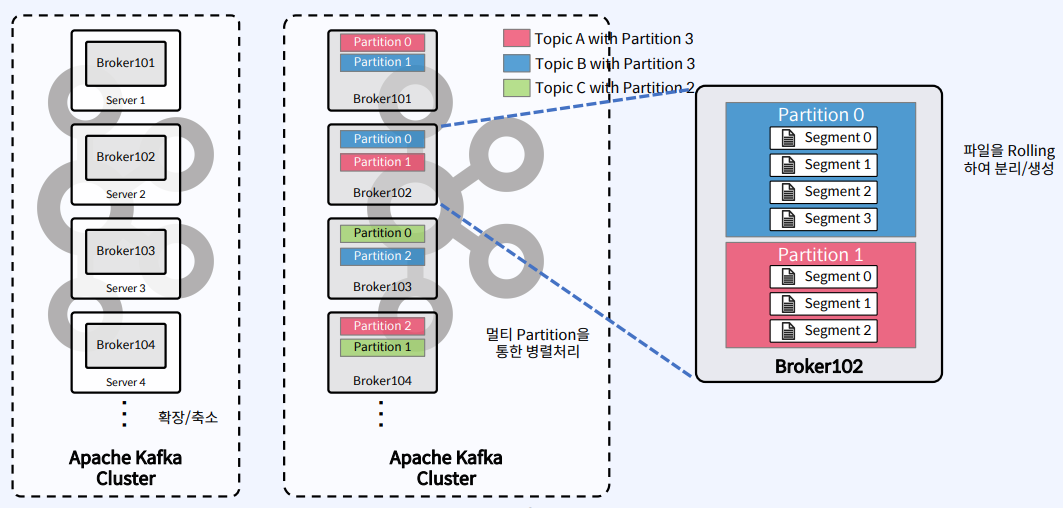 Broker101
Server 1
Broker102
Server 2
Broker103
Server 3
Broker104
Server 4
확장/축소
Apache Kafka
Cluster
Partition 0
Partition 1
Broker101
Partition 0
Partition 1
Broker102
Partition 0
Partition 2
Broker103
Partition 2
Partition 1
Broker104
Apache Kafka
Cluster
Topic A with Partition 3
Topic B with Partition 3
Topic C with Partition 2
멀티 Partition을
통한 병렬처리
Partition 0
Segment 0
Segment 1
Segment 2
Segment 3
Partition 1
Segment 0
Segment 1
Segment 2
Broker102
파일을 Rolling
하여 분리/생성